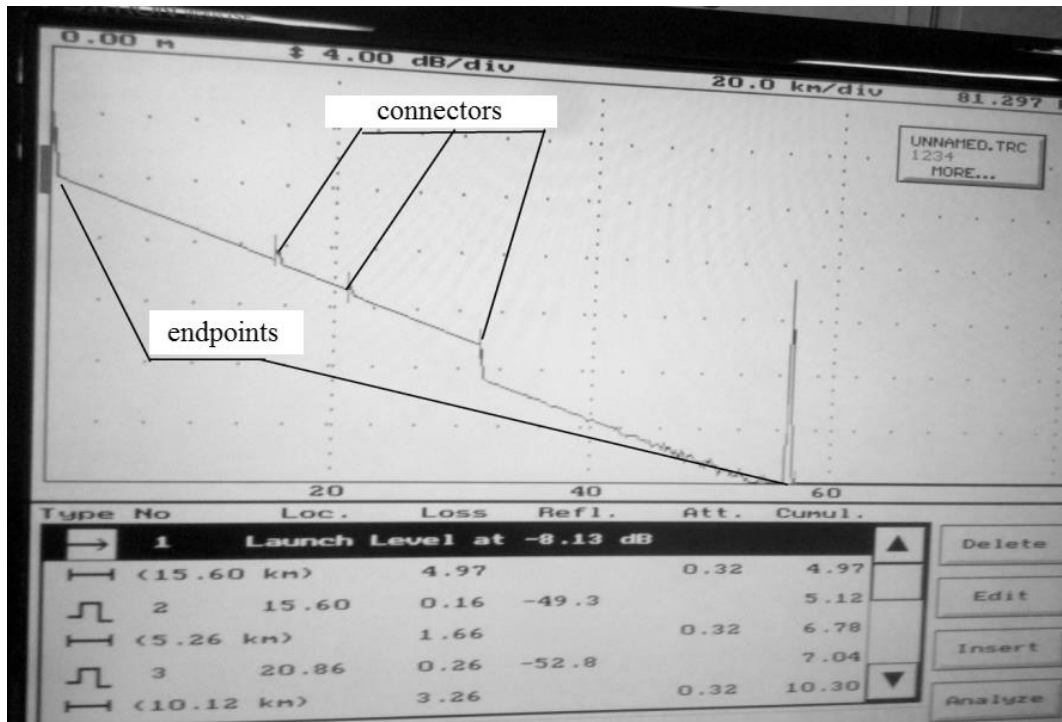 0.00 m ↕ 4.00 dB/div 20.0 km/div 81.297
connectors
UNNAMED.TRC
1234
MORE...
endpoints
20 40 60
Type No Loc. Loss Refl. Att. Cumul.
1 Launch Level at -8.13 dB
Delete
(15.60 km) 4.97 0.32 4.97
2 15.60 0.16 -49.3 5.12
Edit
(5.26 km) 1.66 0.32 6.78
Insert
3 20.86 0.26 -52.8 7.04
(10.12 km) 3.26 0.32 10.30
Analyze